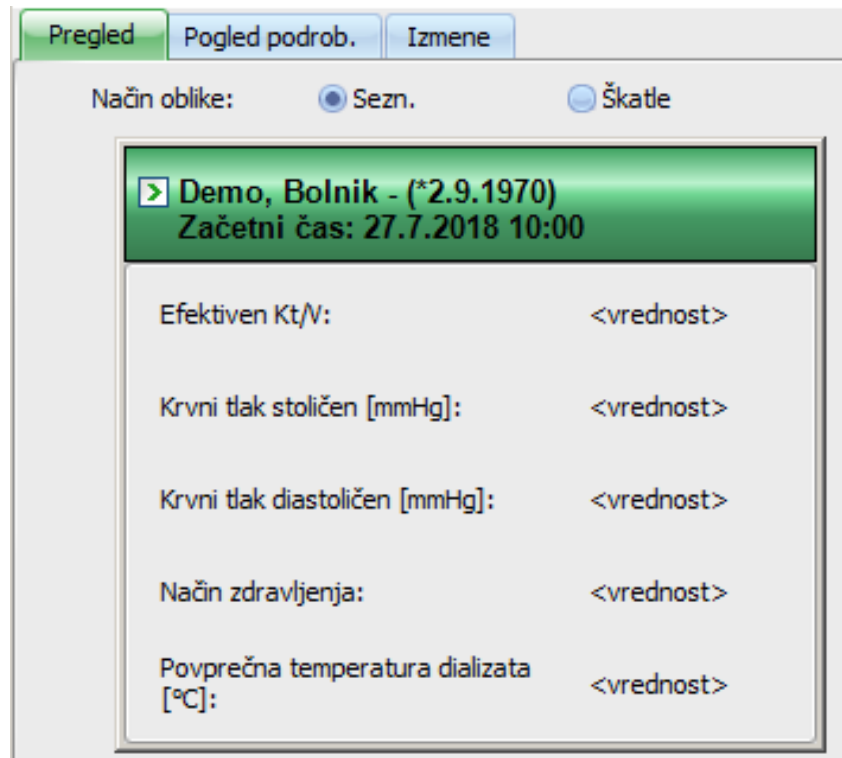 Pregled Pogled podrob. Izmene
Način oblike: Sezn. Škatle
Demo, Bolnik - (*2.9.1970)
Začetni čas: 27.7.2018 10:00
Efektiven Kt/V: <vrednost>
Krvni tlak stoličen [mmHg]: <vrednost>
Krvni tlak diastoličen [mmHg]: <vrednost>
Način zdravljenja: <vrednost>
Povprečna temperatura dializata
[°C]: <vrednost>